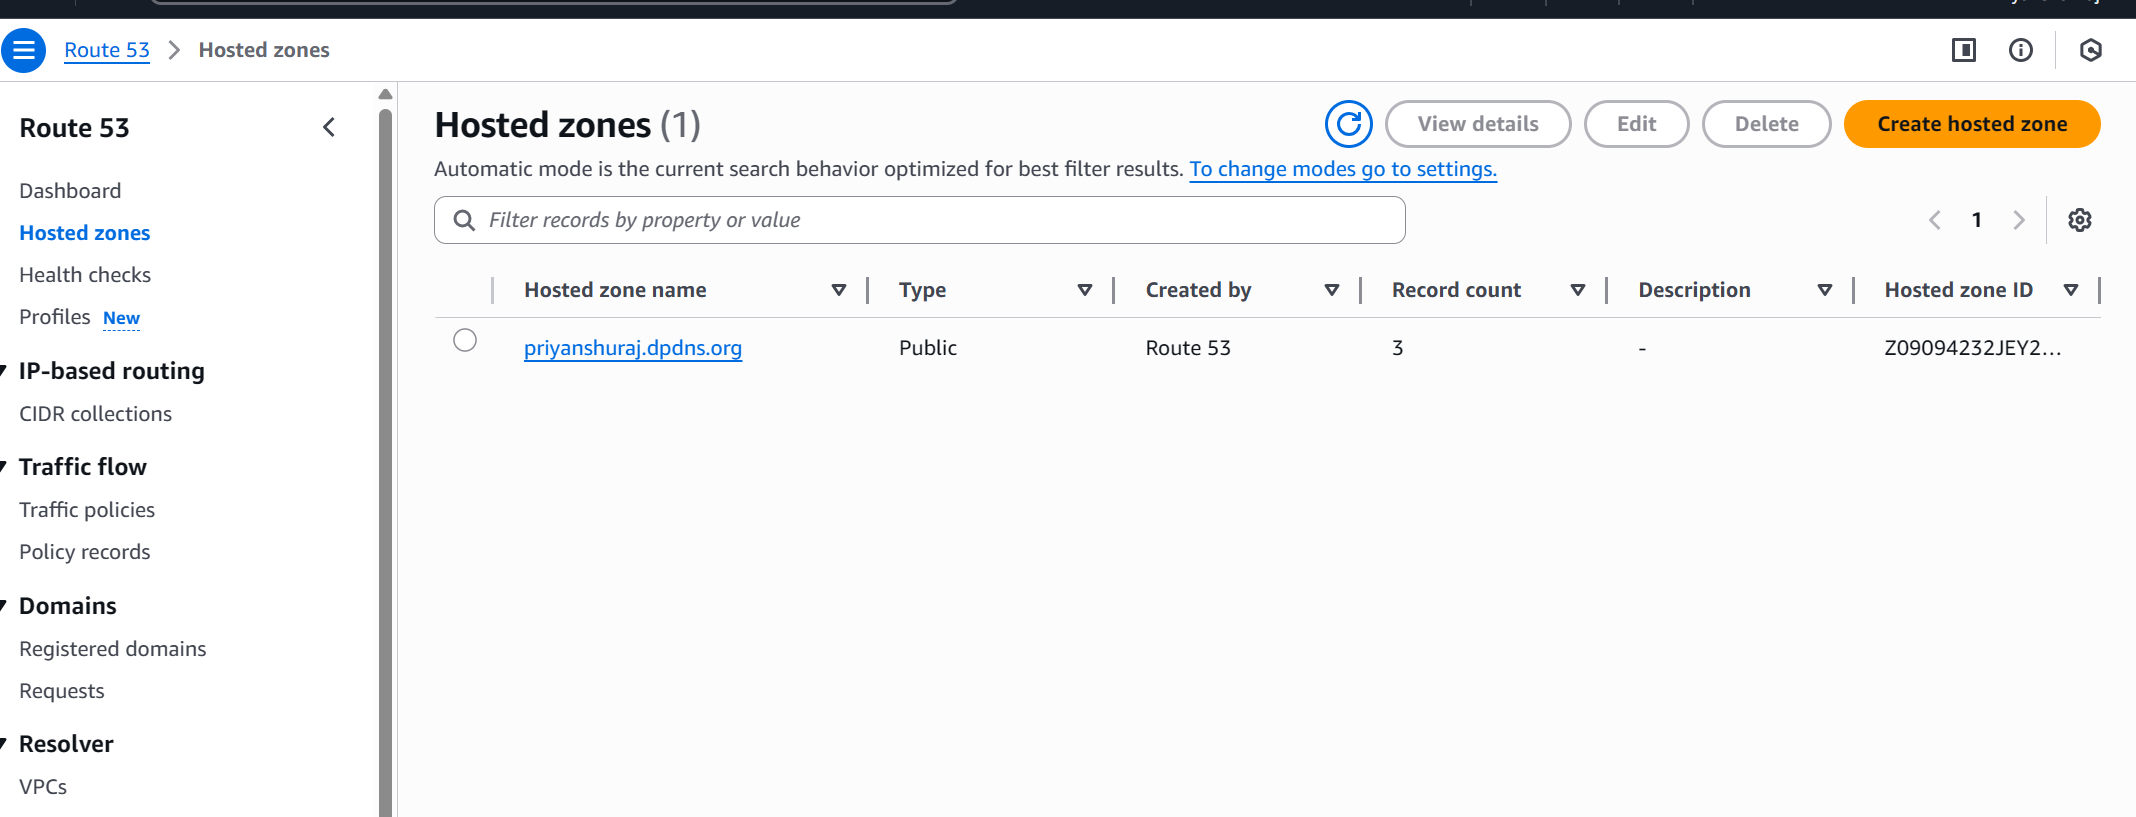 Route 53 > Hosted zones
Route 53
Dashboard
Hosted zones
Health checks
Profiles New
IP-based routing
CIDR collections
Traffic flow
Traffic policies
Policy records
Domains
Registered domains
Requests
Resolver
VPCs
Hosted zones (1)
View details
Edit
Delete
Create hosted zone
Automatic mode is the current search behavior optimized for best filter results. To change modes go to settings.
Filter records by property or value
1
Hosted zone name Type Created by Record count Description Hosted zone ID
priyanshuraj.dpdns.org Public Route 53 3 - Z09094232JEY2...